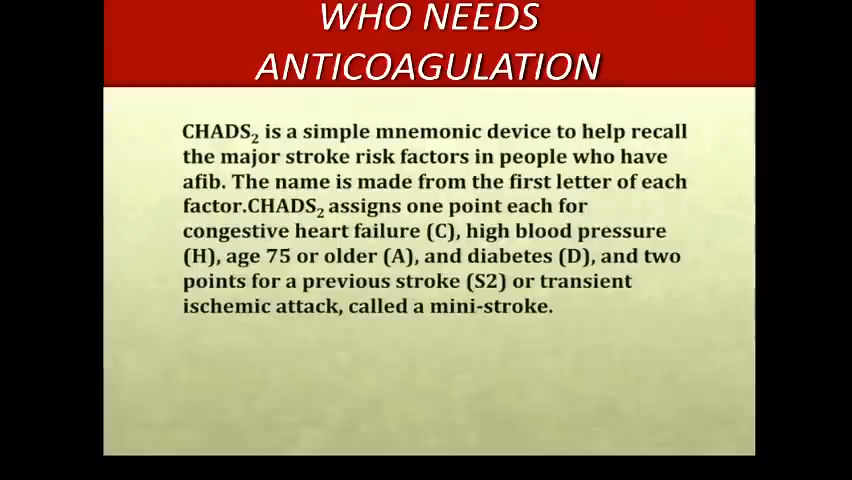 WHO NEEDS
ANTICOAGULATION
CHADS₂ is a simple mnemonic device to help recall
the major stroke risk factors in people who have
afib. The name is made from the first letter of each
factor.CHADS₂ assigns one point each for
congestive heart failure (C), high blood pressure
(H), age 75 or older (A), and diabetes (D), and two
points for a previous stroke (S2) or transient
ischemic attack, called a mini-stroke.